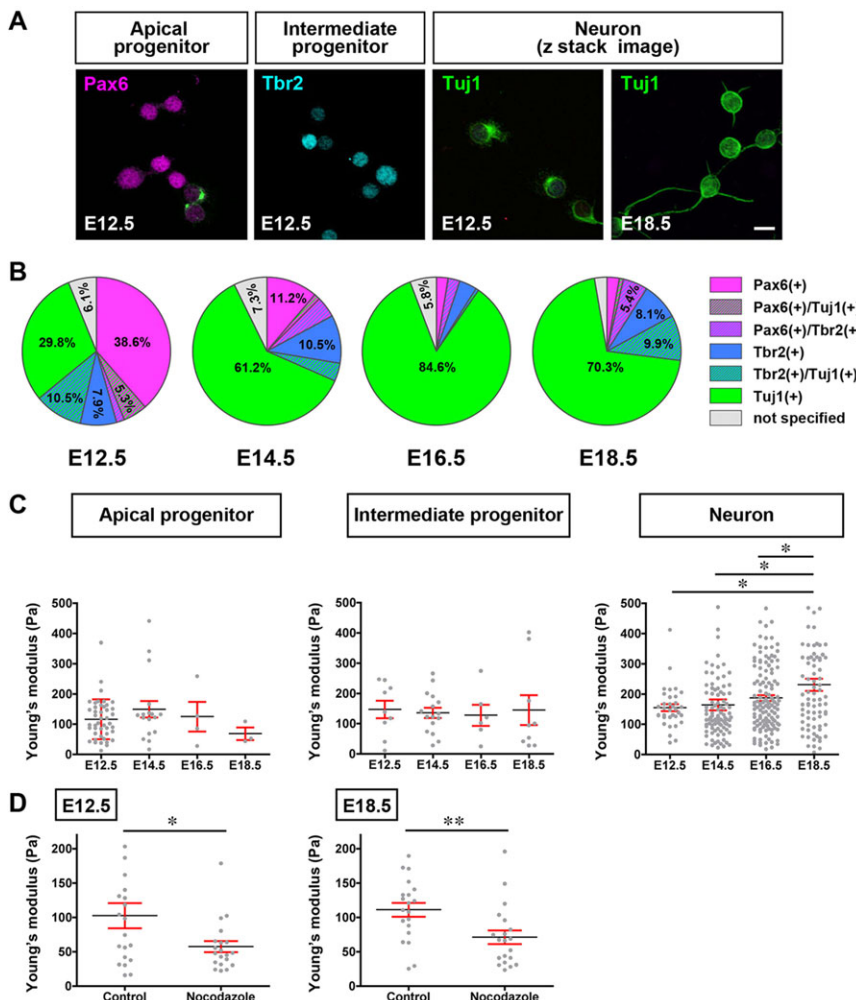 A
Apical
progenitor
Intermediate
progenitor
Neuron
(z stack image)
Pax6
E12.5
Tbr2
E12.5
Tuj1
E12.5
Tuj1
E18.5
B
6.1%
38.6%
5.3%
7.9%
10.5%
29.8%
E12.5
7.3%
11.2%
10.5%
61.2%
E14.5
5.8%
84.6%
E16.5
5.4%
8.1%
9.9%
70.3%
E18.5
Pax6(+)
Pax6(+)/Tuj1(+
Pax6(+)/Tbr2(+
Tbr2(+)
Tbr2(+)/Tuj1(+
Tuj1(+)
not specified
C
Apical progenitor
Young's modulus (Pa)
500
400
300
200
100
0
E12.5 E14.5 E16.5 E18.5
Intermediate progenitor
Young's modulus (Pa)
500
400
300
200
100
0
E12.5 E14.5 E16.5 E18.5
Neuron
*
*
*
Young's modulus (Pa)
500
400
300
200
100
0
E12.5 E14.5 E16.5 E18.5
D
E12.5
*
Young's modulus (Pa)
200
150
100
50
0
Control Nocodazole
E18.5
**
Young's modulus (Pa)
200
150
100
50
0
Control Nocodazole